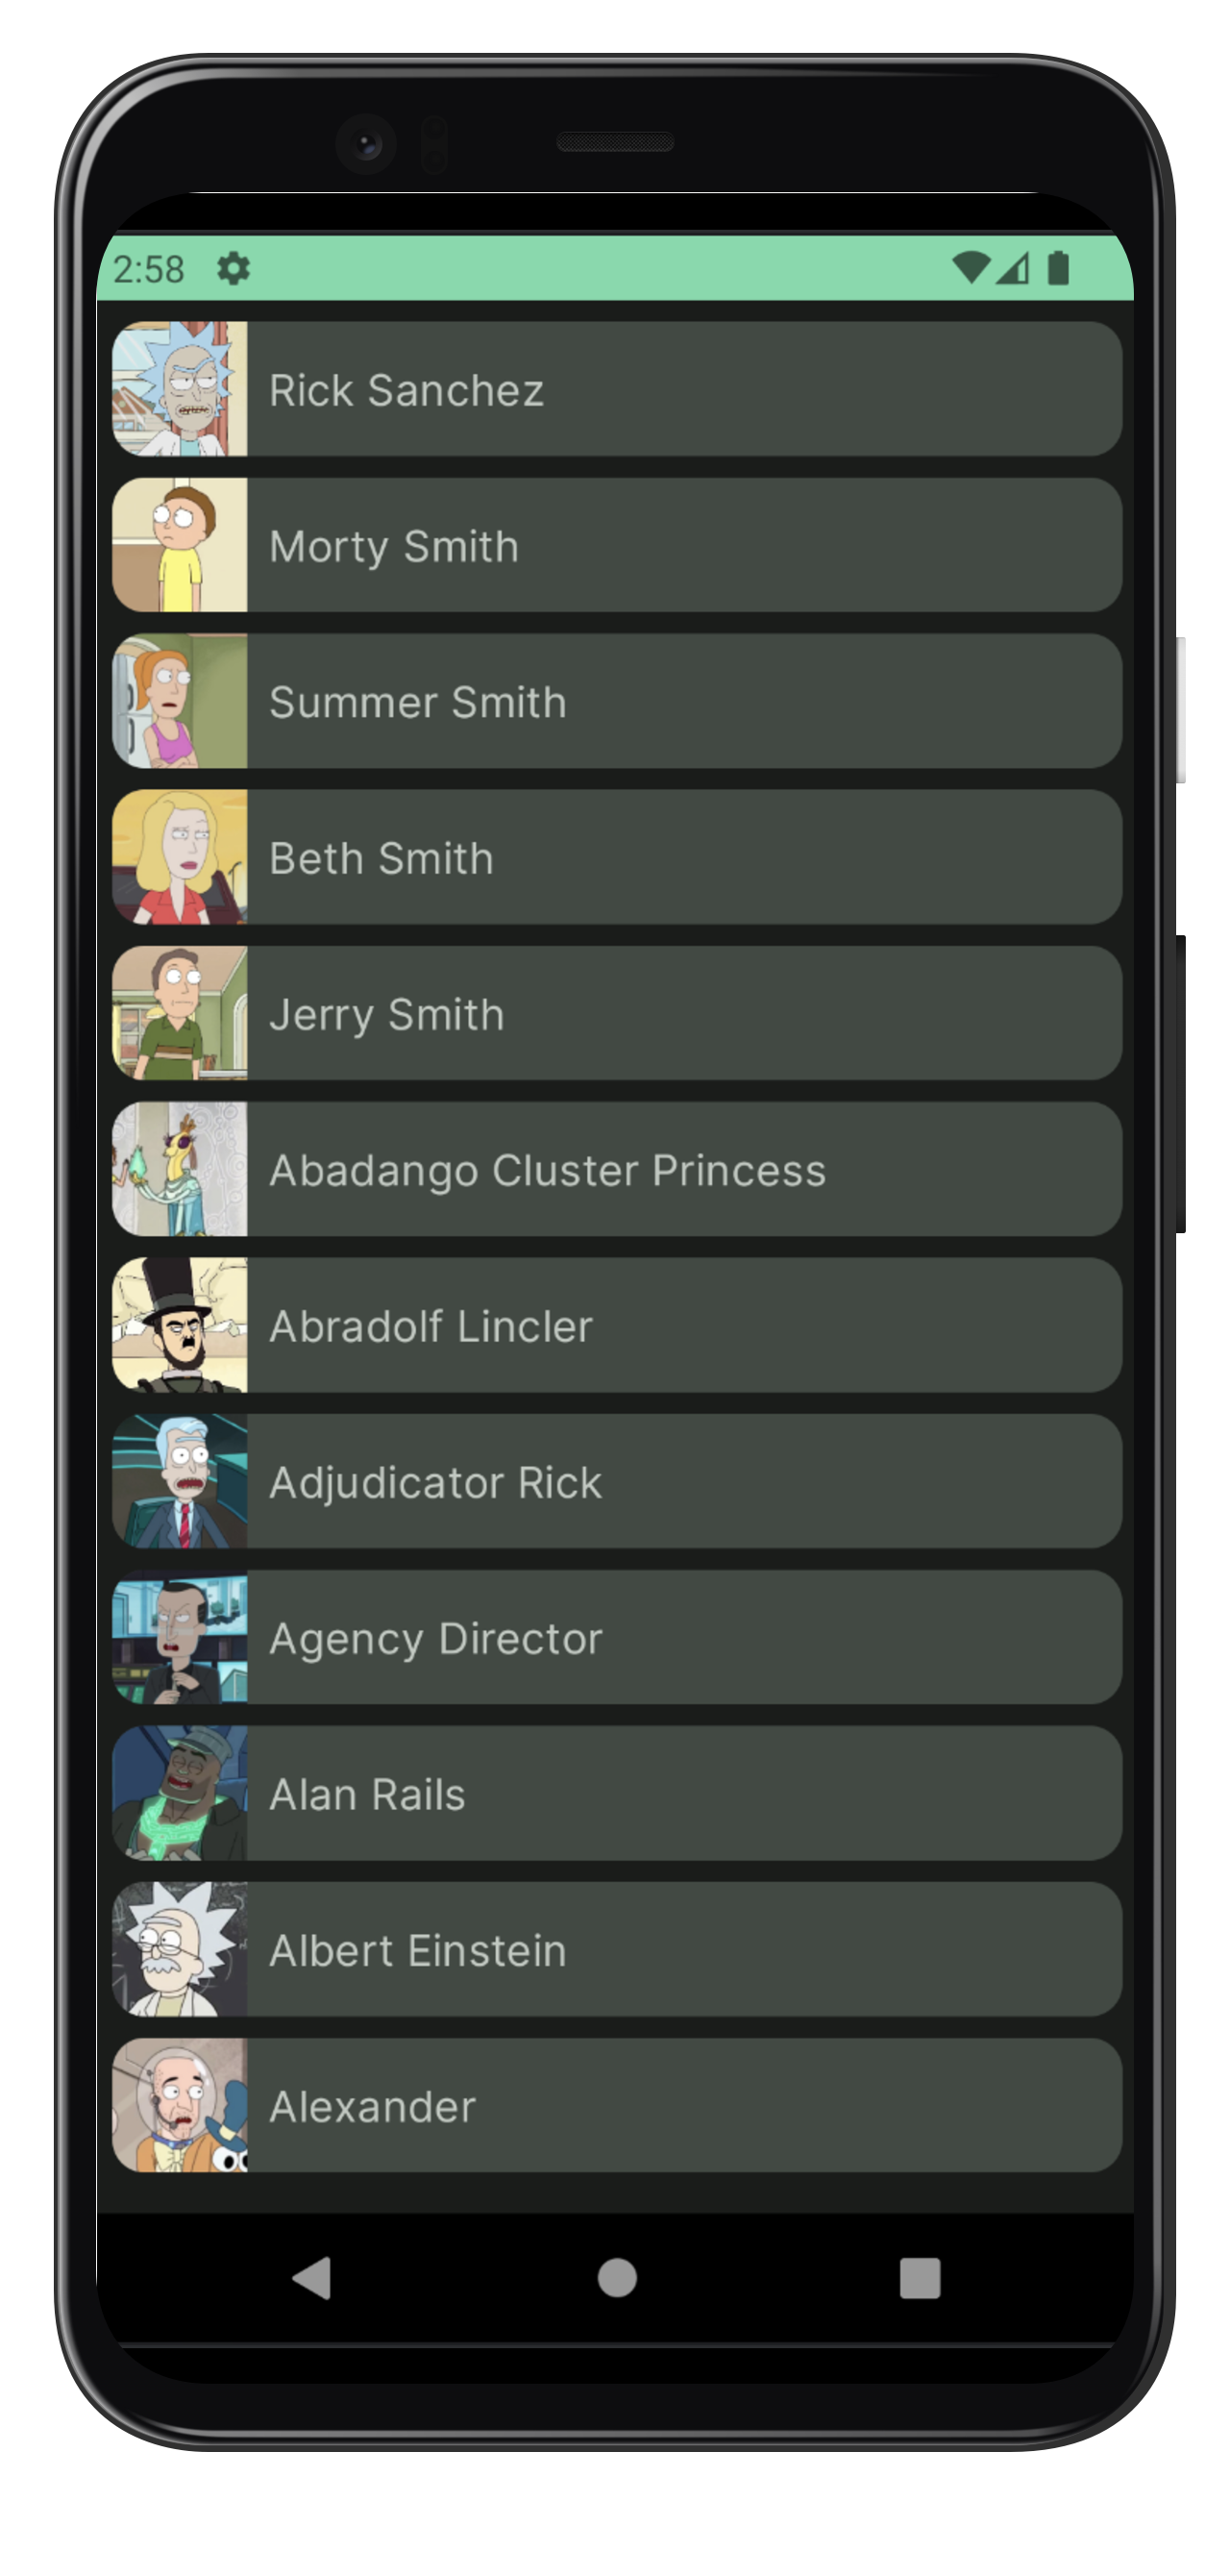 2:58
Rick Sanchez
Morty Smith
Summer Smith
Beth Smith
Jerry Smith
Abadango Cluster Princess
Abradolf Lincler
Adjudicator Rick
Agency Director
Alan Rails
Albert Einstein
Alexander